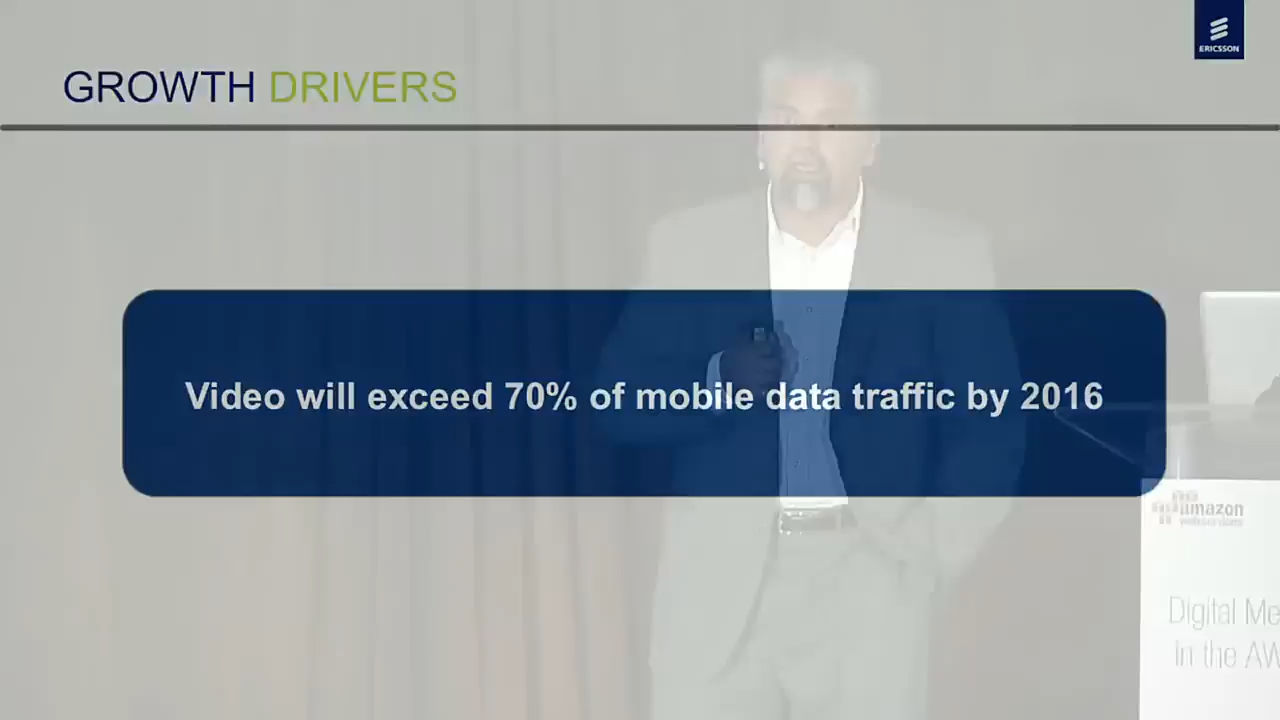 ERICSSON
GROWTH DRIVERS
Video will exceed 70% of mobile data traffic by 2016
amazon
Digital Me
in the AW